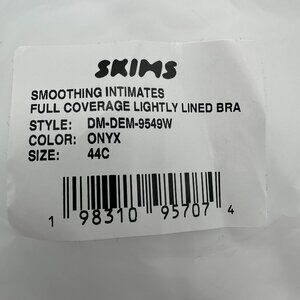 SKIMS
SMOOTHING INTIMATES
FULL COVERAGE LIGHTLY LINED BRA
STYLE: DM-DEM-9549W
COLOR: ONYX
SIZE: 44C
1 98310 95707 4